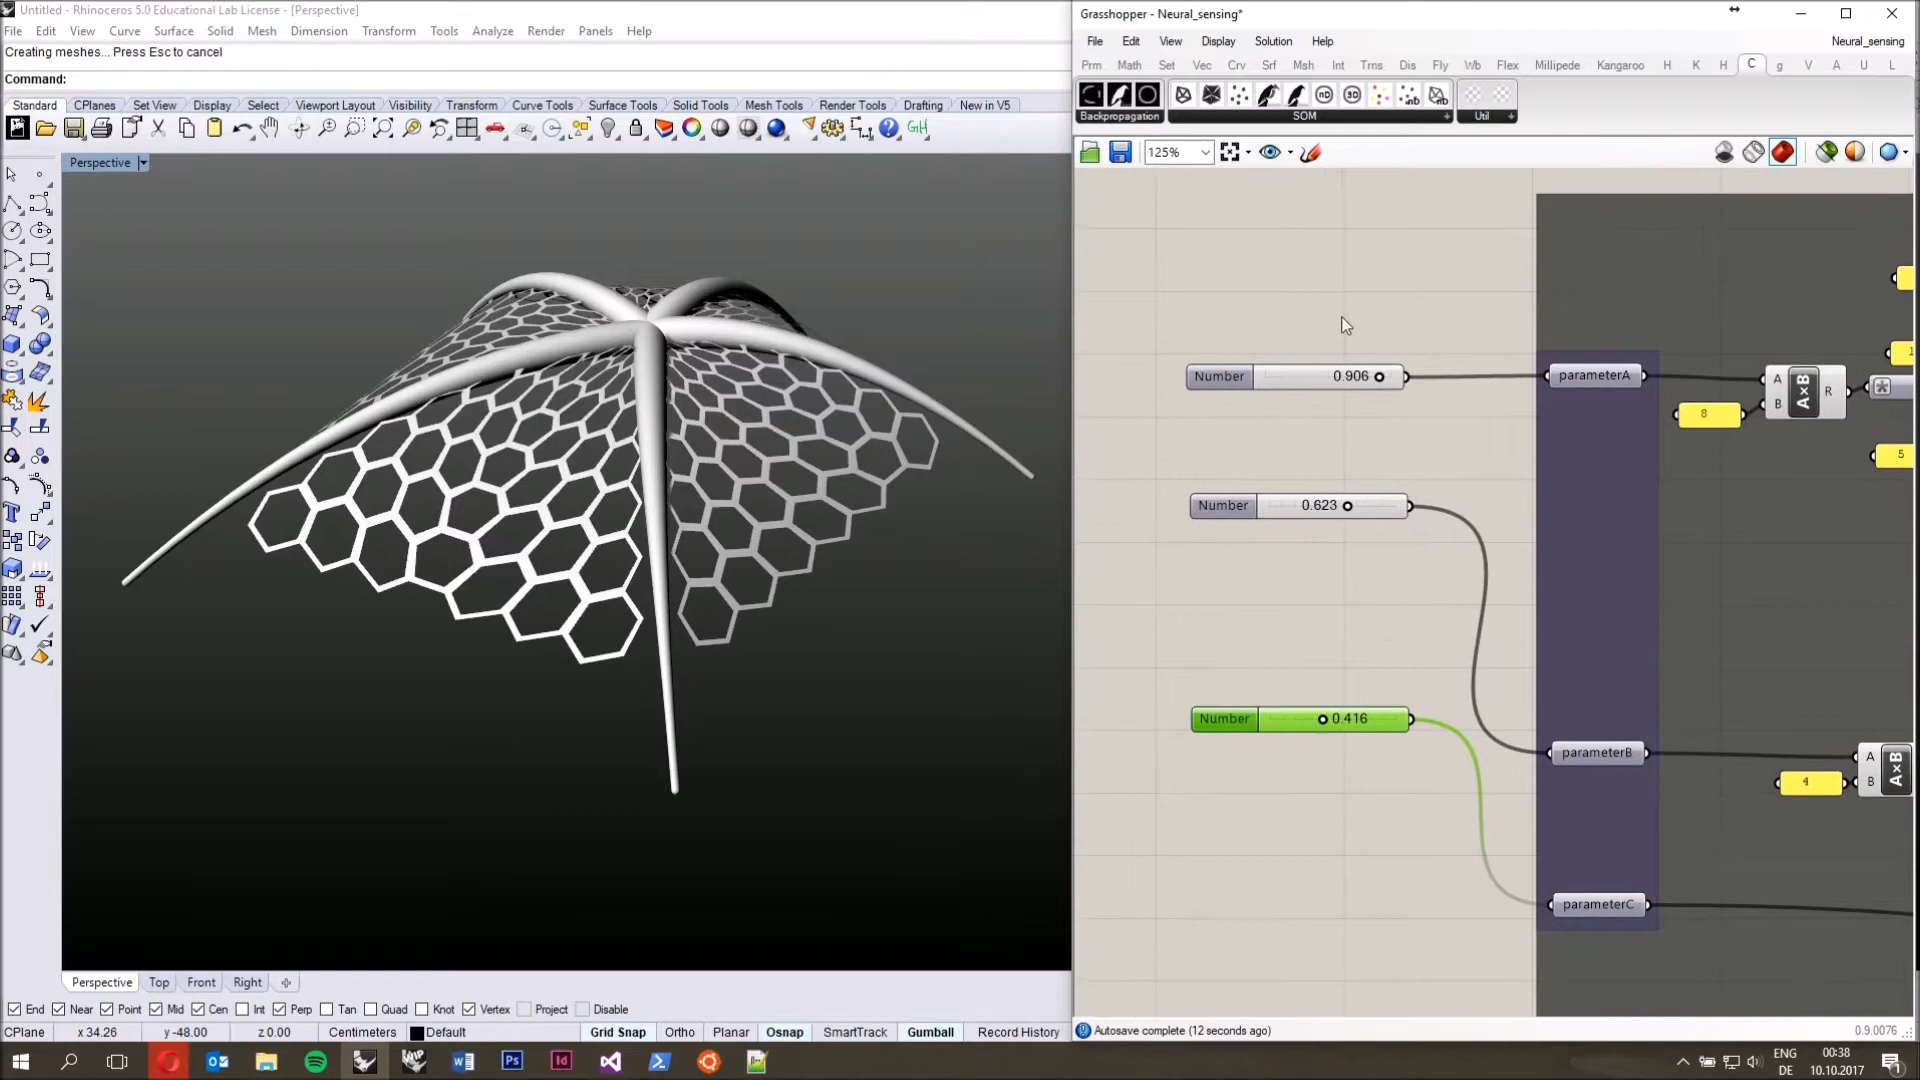 Untitled - Rhinoceros 5.0 Educational Lab License - [Perspective]
File Edit View Curve Surface Solid Mesh Dimension Transform Tools Analyze Render Panels Help
Creating meshes... Press Esc to cancel
Command:
Standard CPlanes Set View Display Select Viewport Layout Visibility Transform Curve Tools Surface Tools Solid Tools Mesh Tools Render Tools Drafting New in V5
Perspective
Perspective Top Front Right
End Near Point Mid Cen Int Perp Tan Quad Knot Vertex Project Disable
CPlane x 34.26 y -48.00 z 0.00 Centimeters Default Grid Snap Ortho Planar Osnap SmartTrack Gumball Record History
Grasshopper - Neural_sensing*
File Edit View Display Solution Help Neural_sensing
Prm Math Set Vec Crv Srf Msh Int Trns Dis Fly Wb Flex Millipede Kangaroo H K H C g V A U L
Backpropagation SOM Util
125%
Number 0.906 parameterA A B A×B R
8
1
5
Number 0.623
Number 0.416
parameterB A B A×B
4
parameterC
Autosave complete (12 seconds ago) 0.9.0076
ENG 00:38
DE 10.10.2017